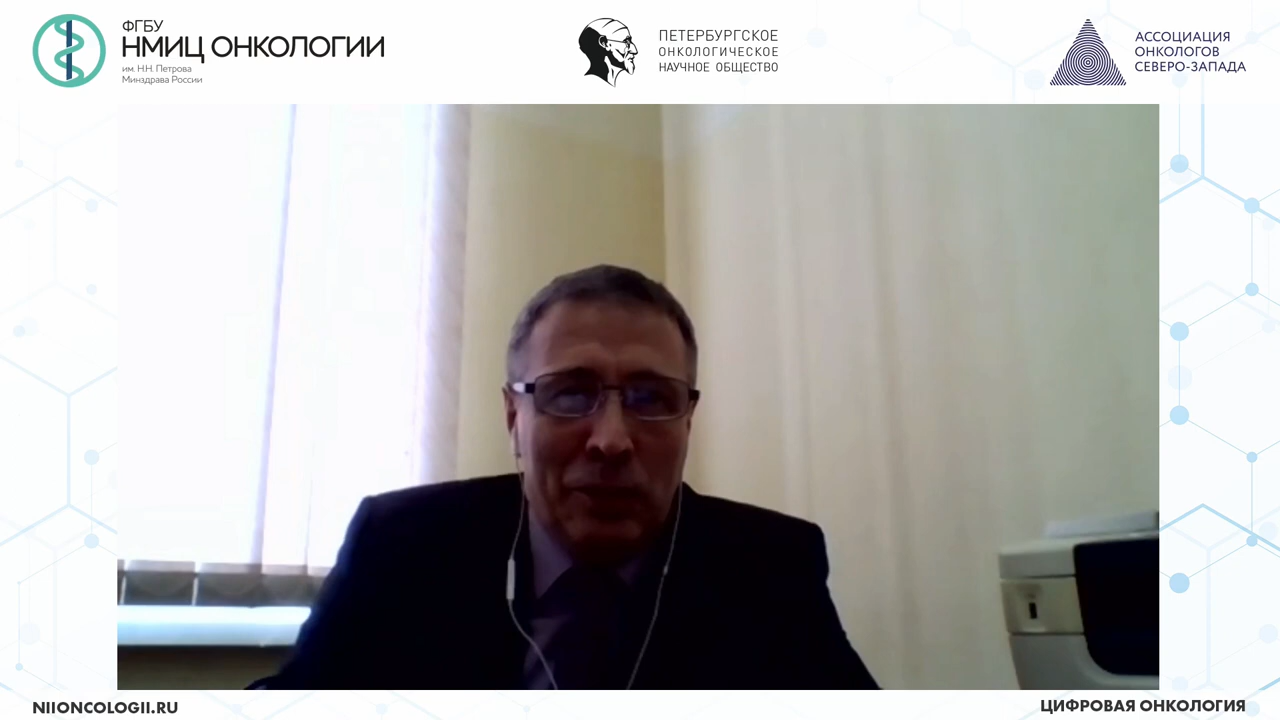 ФГБУ
НМИЦ ОНКОЛОГИИ
им. Н.Н. Петрова
Минздрава России
ПЕТЕРБУРГСКОЕ
ОНКОЛОГИЧЕСКОЕ
НАУЧНОЕ ОБЩЕСТВО
АССОЦИАЦИЯ
ОНКОЛОГОВ
СЕВЕРО-ЗАПАДА
NIIONCOLOGII.RU
ЦИФРОВАЯ ОНКОЛОГИЯ